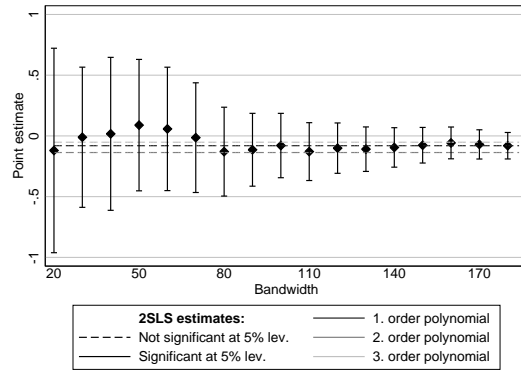 1
.5
0
-.5
-1
Point estimate
20 50 80 110 140 170
Bandwidth
2SLS estimates:
Not significant at 5% lev.
Significant at 5% lev.
1. order polynomial
2. order polynomial
3. order polynomial